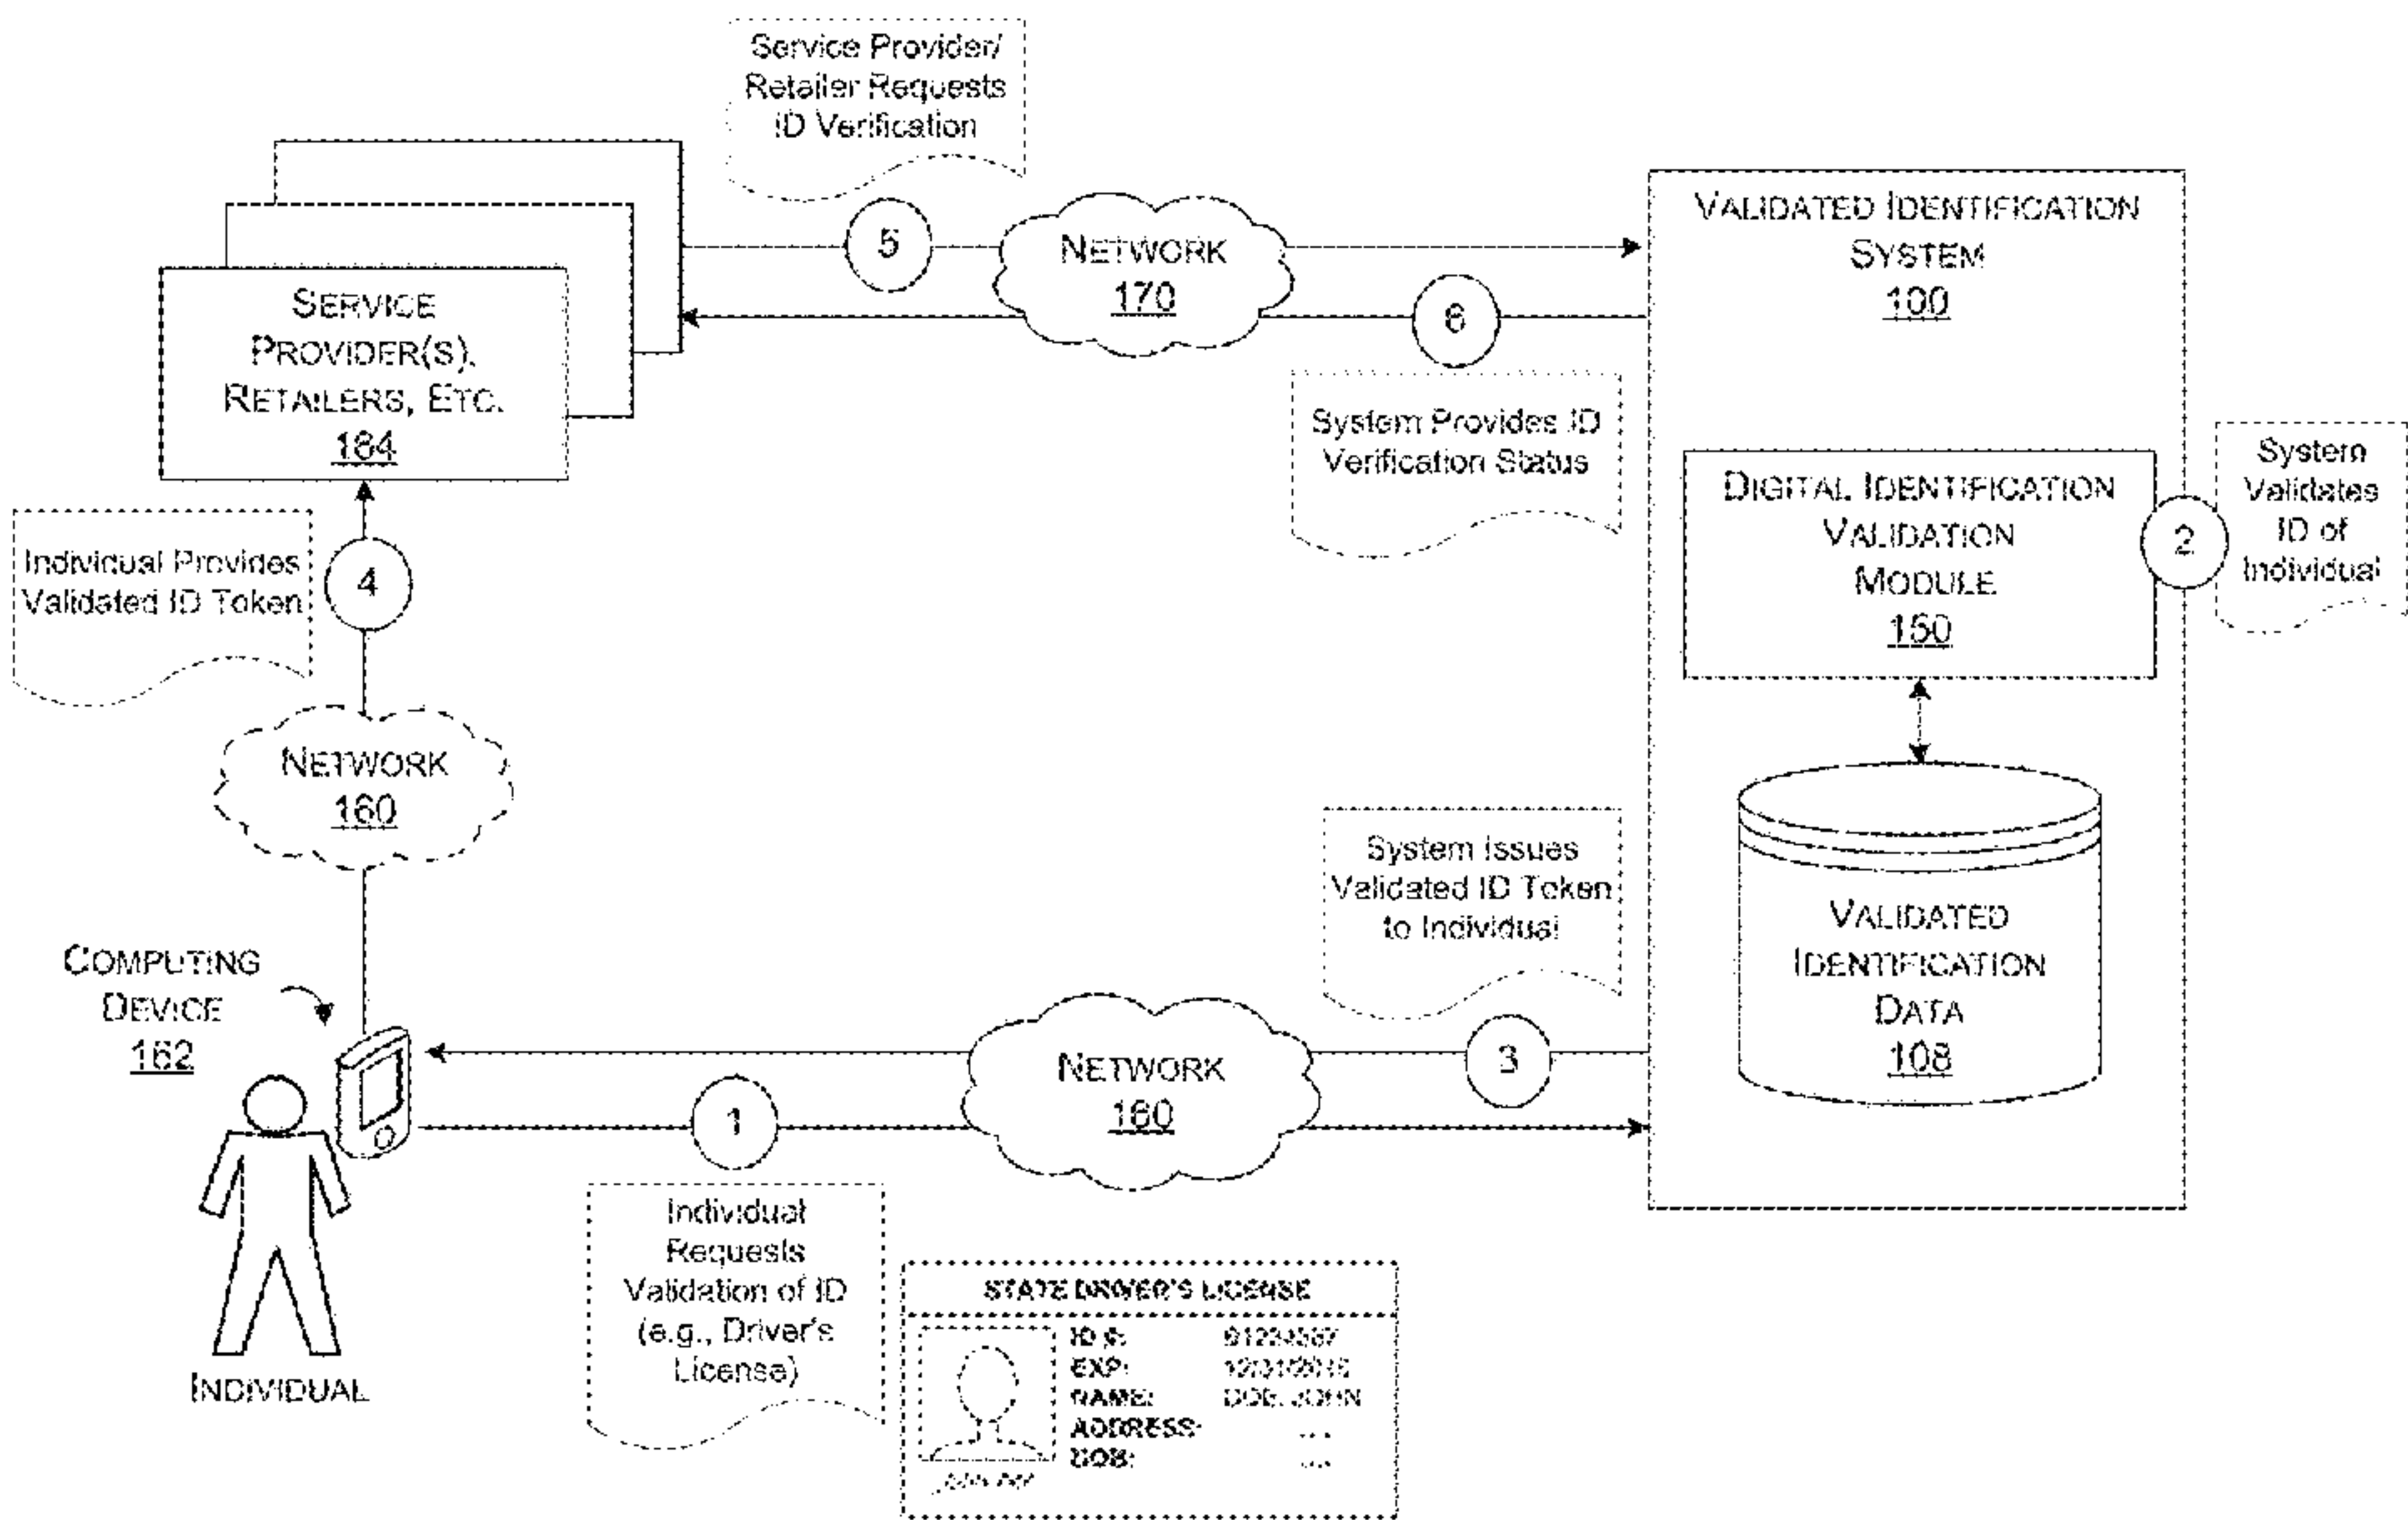 Service Provider/
Retailer Requests
ID Verification
5
NETWORK
170
6
System Provides ID
Verification Status
SERVICE
PROVIDER(S),
RETAILERS, ETC.
164
VALIDATED IDENTIFICATION
SYSTEM
100
DIGITAL IDENTIFICATION
VALIDATION
MODULE
150
2
System
Validates
ID of
Individual
VALIDATED
IDENTIFICATION
DATA
108
Individual Provides
Validated ID Token
4
NETWORK
160
COMPUTING
DEVICE
162
INDIVIDUAL
System Issues
Validated ID Token
to Individual
3
NETWORK
160
1
Individual
Requests
Validation of ID
(e.g., Driver's
License)
STATE DRIVER'S LICENSE
ID #:
EXP:
NAME: DOE, JOHN
ADDRESS: ....
DOB: ....